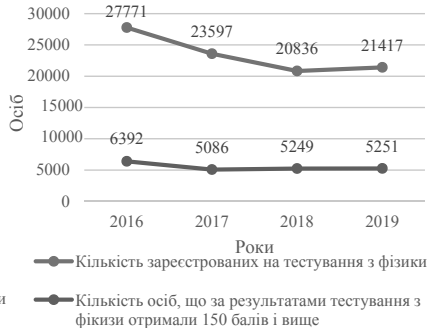 30000
25000
20000
15000
10000
5000
0
Осіб
27771
23597
20836
21417
6392
5086
5249
5251
2016 2017 2018 2019
Роки
Кількість зареєстрованих на тестування з фізики
и
Кількість осіб, що за результатами тестування з
фікизи отримали 150 балів і вище